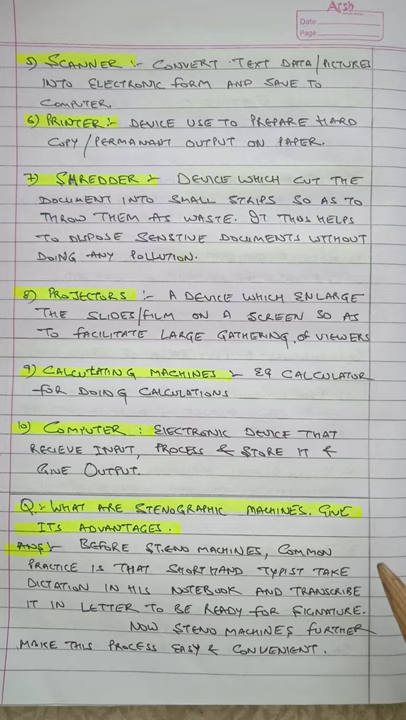 Arsh
Date
Page
5) SCANNER :- CONVERT TEXT DATA/PICTURE
INTO ELECTRONIC FORM AND SAVE TO
COMPUTER.
6) PRINTER :- DEVICE USE TO PREPARE HARD
COPY/PERMANANT OUTPUT ON PAPER.
7) SHREDDER :- DEVICE WHICH CUT THE
DOCUMENT INTO SMALL STRIPS SO AS TO
THROW THEM AS WASTE. IT THUS HELPS
TO DISPOSE SENSTIVE DOCUMENTS WITHOUT
DOING ANY POLLUTION.
8) PROJECTORS :- A DEVICE WHICH ENLARGE
THE SLIDES/FILM ON A SCREEN SO AS
TO FACILITATE LARGE GATHERING OF VIEWERS
9) CALCULATING MACHINES :- EG CALCULATOR
FOR DOING CALCULATIONS
10) COMPUTER : ELECTRONIC DEVICE THAT
RECIEVE INPUT, PROCESS & STORE IT &
GIVE OUTPUT.
Q:- WHAT ARE STENOGRAPHIC MACHINES. GIVE
ITS ADVANTAGES.
ANS:- BEFORE STENO MACHINES, COMMON
PRACTICE IS THAT SHORTHAND TYPIST TAKE
DICTATION IN HIS NOTEBOOK AND TRANSCRIBE
IT IN LETTER TO BE READY FOR SIGNATURE.
NOW STENO MACHINES FURTHER
MAKE THIS PROCESS EASY & CONVENIENT.